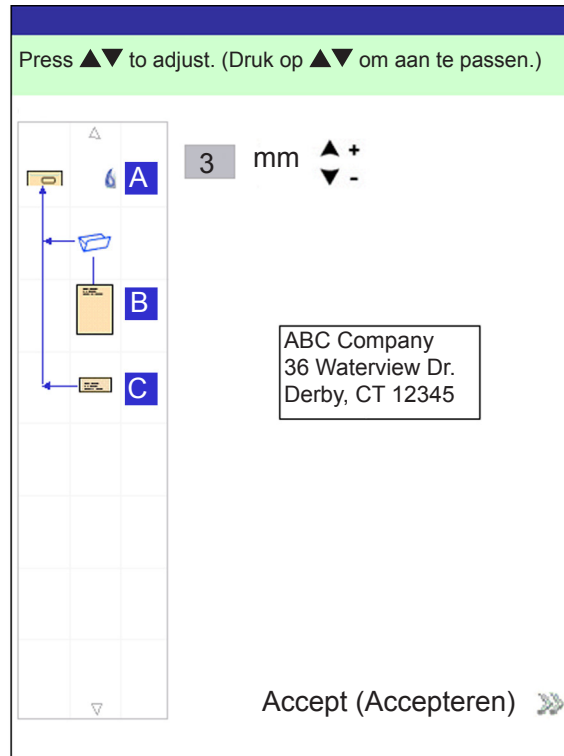 Press ▲▼ to adjust. (Druk op ▲▼ om aan te passen.)
3 mm ▲ +
▼ -
A
B
C
ABC Company
36 Waterview Dr.
Derby, CT 12345
Accept (Accepteren)